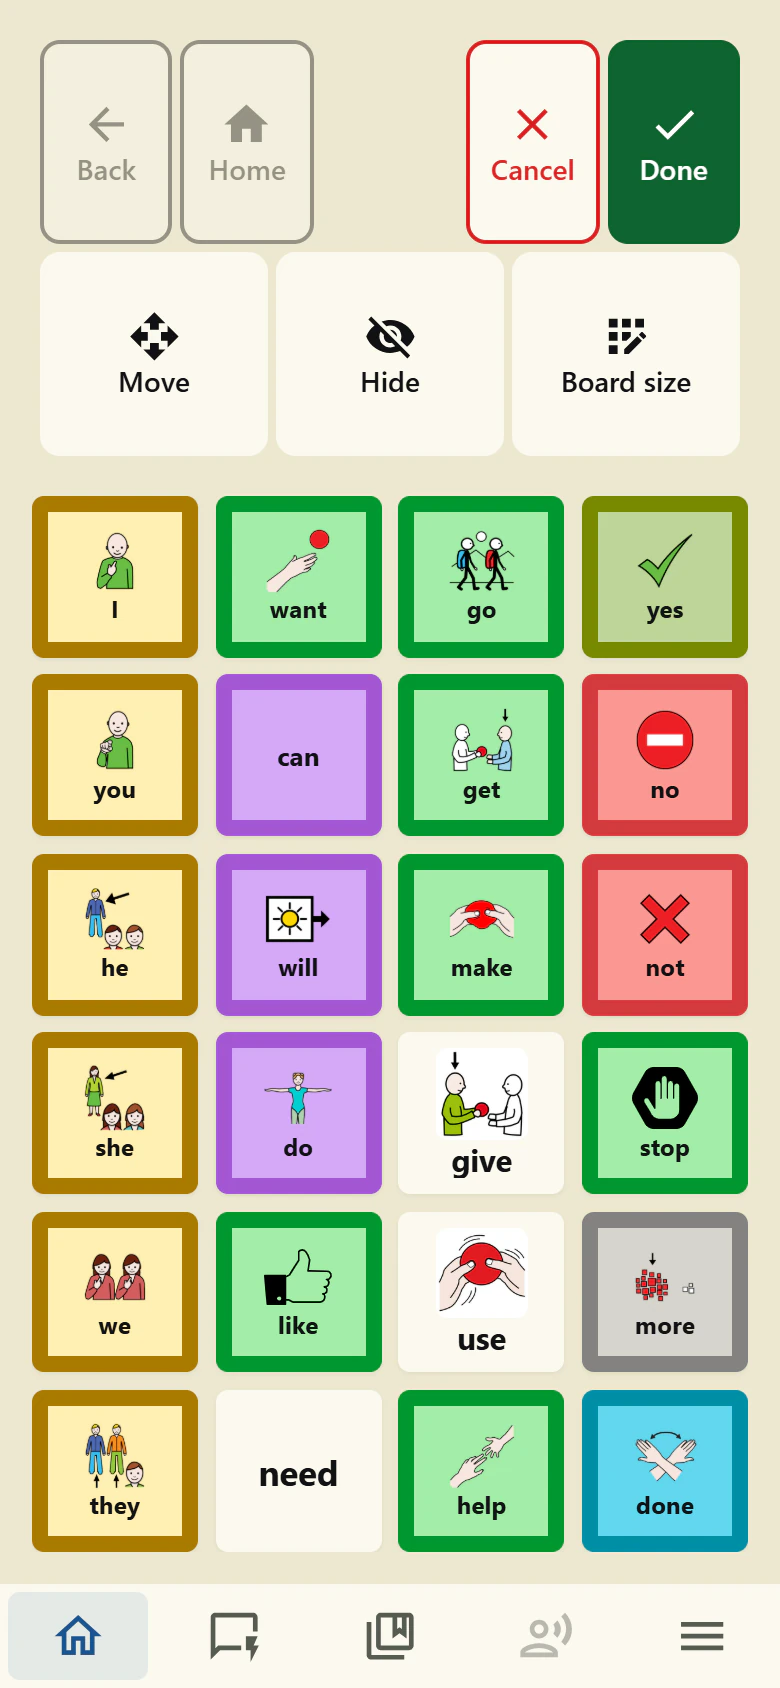 Back
Home
Cancel
Done
Move
Hide
Board size
I
want
go
yes
you
can
get
no
he
will
make
not
she
do
give
stop
we
like
use
more
they
need
help
done